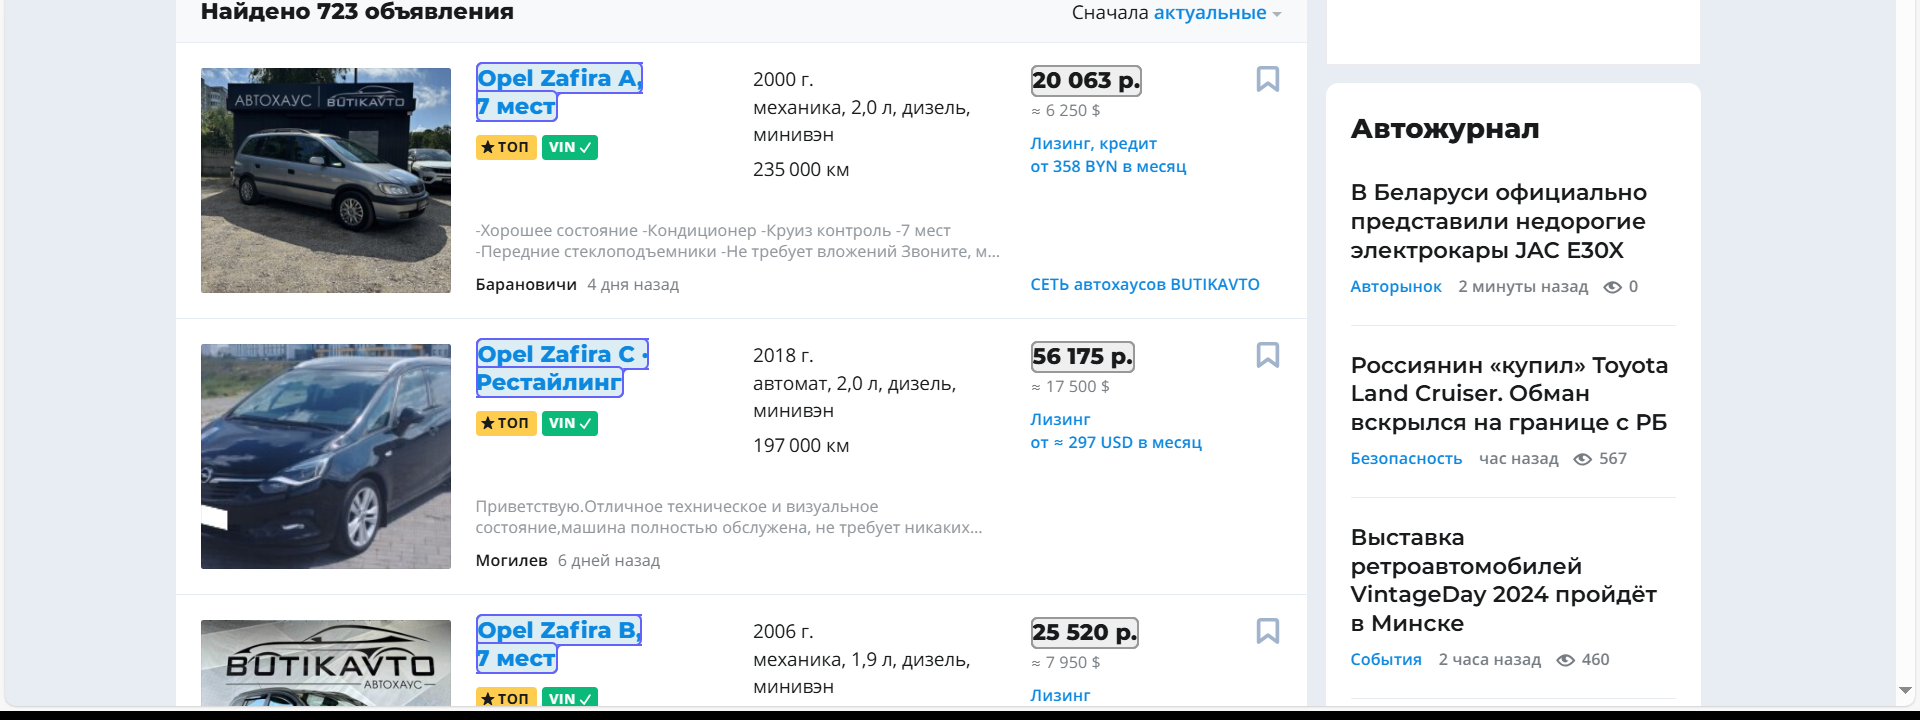 Найдено 723 объявления
Сначала актуальные
АВТОХАУС | BUTIKAVTO
Opel Zafira A,
7 мест
ТОП VIN
2000 г.
механика, 2,0 л, дизель,
минивэн
235 000 км
20 063 р.
≈ 6 250 $
Лизинг, кредит
от 358 BYN в месяц
-Хорошее состояние -Кондиционер -Круиз контроль -7 мест
-Передние стеклоподъемники -Не требует вложений Звоните, м...
Барановичи 4 дня назад
СЕТЬ автохаусов BUTIKAVTO
Opel Zafira C ·
Рестайлинг
ТОП VIN
2018 г.
автомат, 2,0 л, дизель,
минивэн
197 000 км
56 175 р.
≈ 17 500 $
Лизинг
от ≈ 297 USD в месяц
Приветствую.Отличное техническое и визуальное
состояние,машина полностью обслужена, не требует никаких...
Могилев 6 дней назад
BUTIKAVTO
АВТОХАУС
Opel Zafira B,
7 мест
ТОП VIN
2006 г.
механика, 1,9 л, дизель,
минивэн
25 520 р.
≈ 7 950 $
Лизинг
Автожурнал
В Беларуси официально
представили недорогие
электрокары JAC E30X
Авторынок 2 минуты назад 0
Россиянин «купил» Toyota
Land Cruiser. Обман
вскрылся на границе с РБ
Безопасность час назад 567
Выставка
ретроавтомобилей
VintageDay 2024 пройдёт
в Минске
События 2 часа назад 460